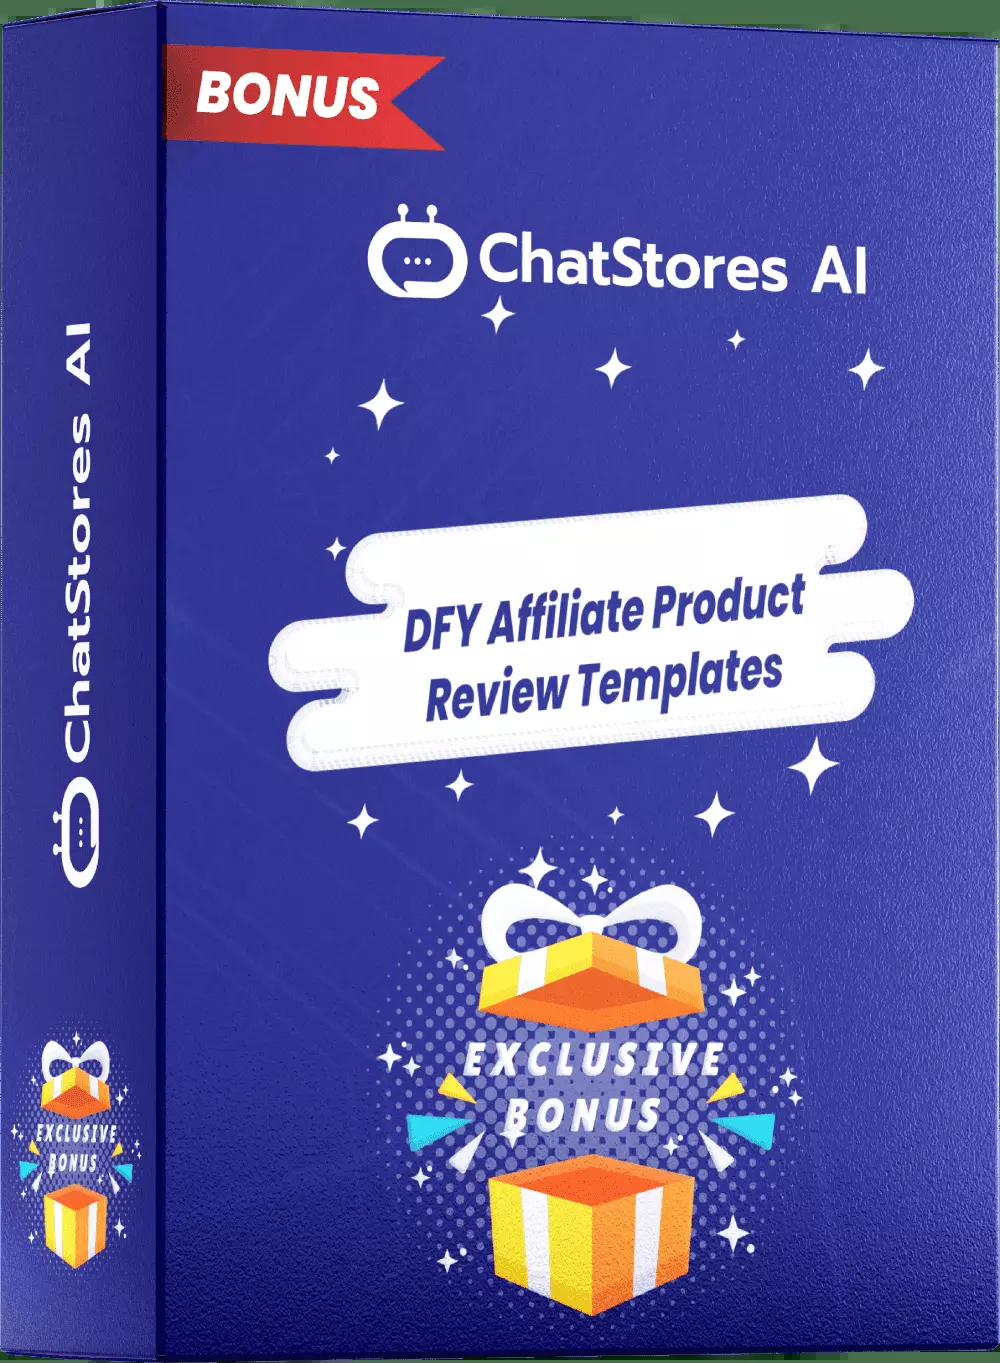 BONUS
ChatStores AI
DFY Affiliate Product
Review Templates
EXCLUSIVE
BONUS
ChatStores AI
EXCLUSIVE
BONUS